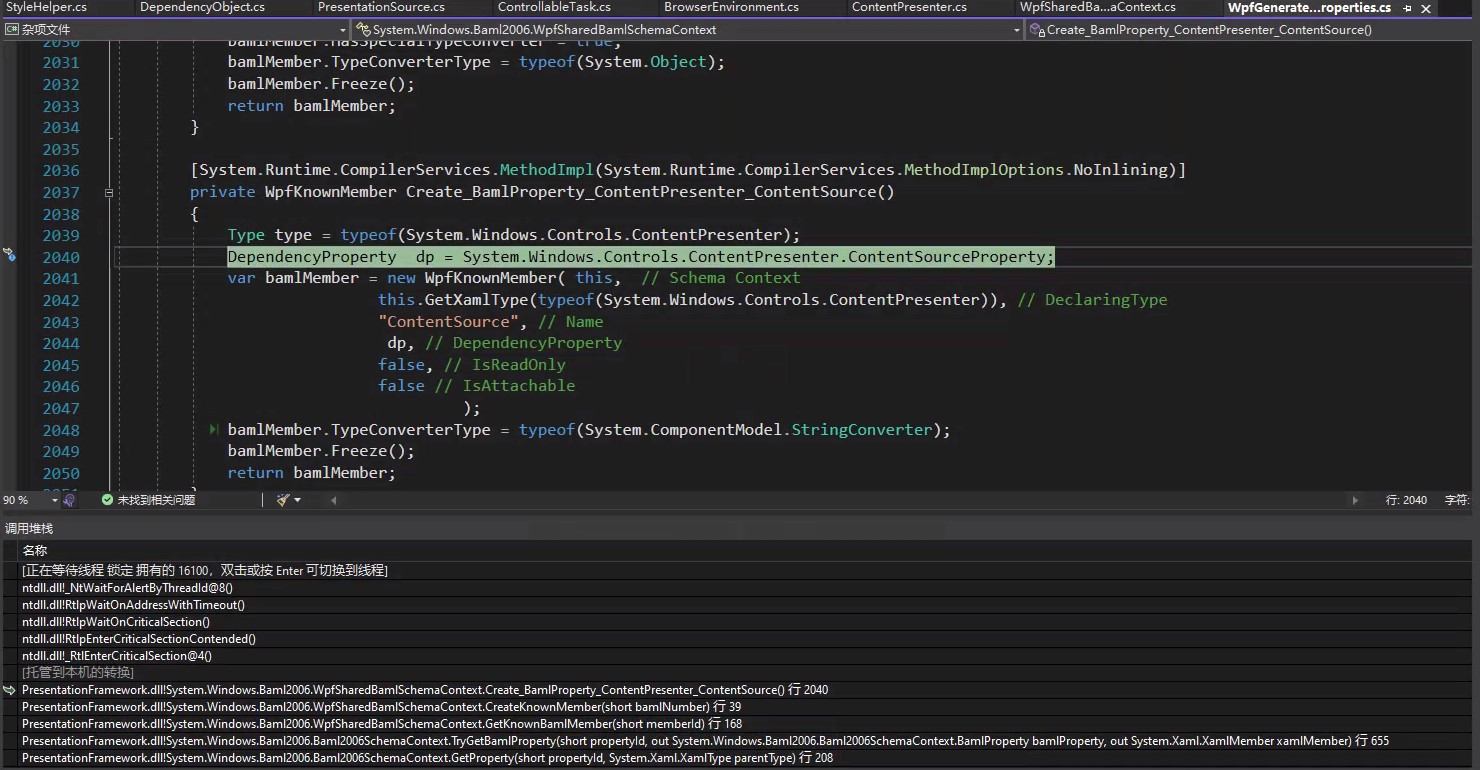 StyleHelper.cs DependencyObject.cs PresentationSource.cs ControllableTask.cs BrowserEnvironment.cs ContentPresenter.cs WpfSharedBa...aContext.cs WpfGenerate...roperties.cs
杂项文件 System.Windows.Baml2006.WpfSharedBamlSchemaContext Create_BamlProperty_ContentPresenter_ContentSource()
2030 bamlMember.HasSpecialTypeConverter = true;
2031 bamlMember.TypeConverterType = typeof(System.Object);
2032 bamlMember.Freeze();
2033 return bamlMember;
2034 }
2035
2036 [System.Runtime.CompilerServices.MethodImpl(System.Runtime.CompilerServices.MethodImplOptions.NoInlining)]
2037 private WpfKnownMember Create_BamlProperty_ContentPresenter_ContentSource()
2038 {
2039 Type type = typeof(System.Windows.Controls.ContentPresenter);
2040 DependencyProperty  dp = System.Windows.Controls.ContentPresenter.ContentSourceProperty;
2041 var bamlMember = new WpfKnownMember( this,  // Schema Context
2042 this.GetXamlType(typeof(System.Windows.Controls.ContentPresenter)), // DeclaringType
2043 "ContentSource", // Name
2044 dp, // DependencyProperty
2045 false, // IsReadOnly
2046 false // IsAttachable
2047 );
2048 bamlMember.TypeConverterType = typeof(System.ComponentModel.StringConverter);
2049 bamlMember.Freeze();
2050 return bamlMember;
90 % 未找到相关问题 行: 2040 字符:
调用堆栈
名称
[正在等待线程 锁定 拥有的 16100，双击或按 Enter 可切换到线程]
ntdll.dll!_NtWaitForAlertByThreadId@8()
ntdll.dll!RtlpWaitOnAddressWithTimeout()
ntdll.dll!RtlpWaitOnCriticalSection()
ntdll.dll!RtlpEnterCriticalSectionContended()
ntdll.dll!_RtlEnterCriticalSection@4()
[托管到本机的转换]
PresentationFramework.dll!System.Windows.Baml2006.WpfSharedBamlSchemaContext.Create_BamlProperty_ContentPresenter_ContentSource() 行 2040
PresentationFramework.dll!System.Windows.Baml2006.WpfSharedBamlSchemaContext.CreateKnownMember(short bamlNumber) 行 39
PresentationFramework.dll!System.Windows.Baml2006.WpfSharedBamlSchemaContext.GetKnownBamlMember(short memberId) 行 168
PresentationFramework.dll!System.Windows.Baml2006.Baml2006SchemaContext.TryGetBamlProperty(short propertyId, out System.Windows.Baml2006.Baml2006SchemaContext.BamlProperty bamlProperty, out System.Xaml.XamlMember xamlMember) 行 655
PresentationFramework.dll!System.Windows.Baml2006.Baml2006SchemaContext.GetProperty(short propertyId, System.Xaml.XamlType parentType) 行 208